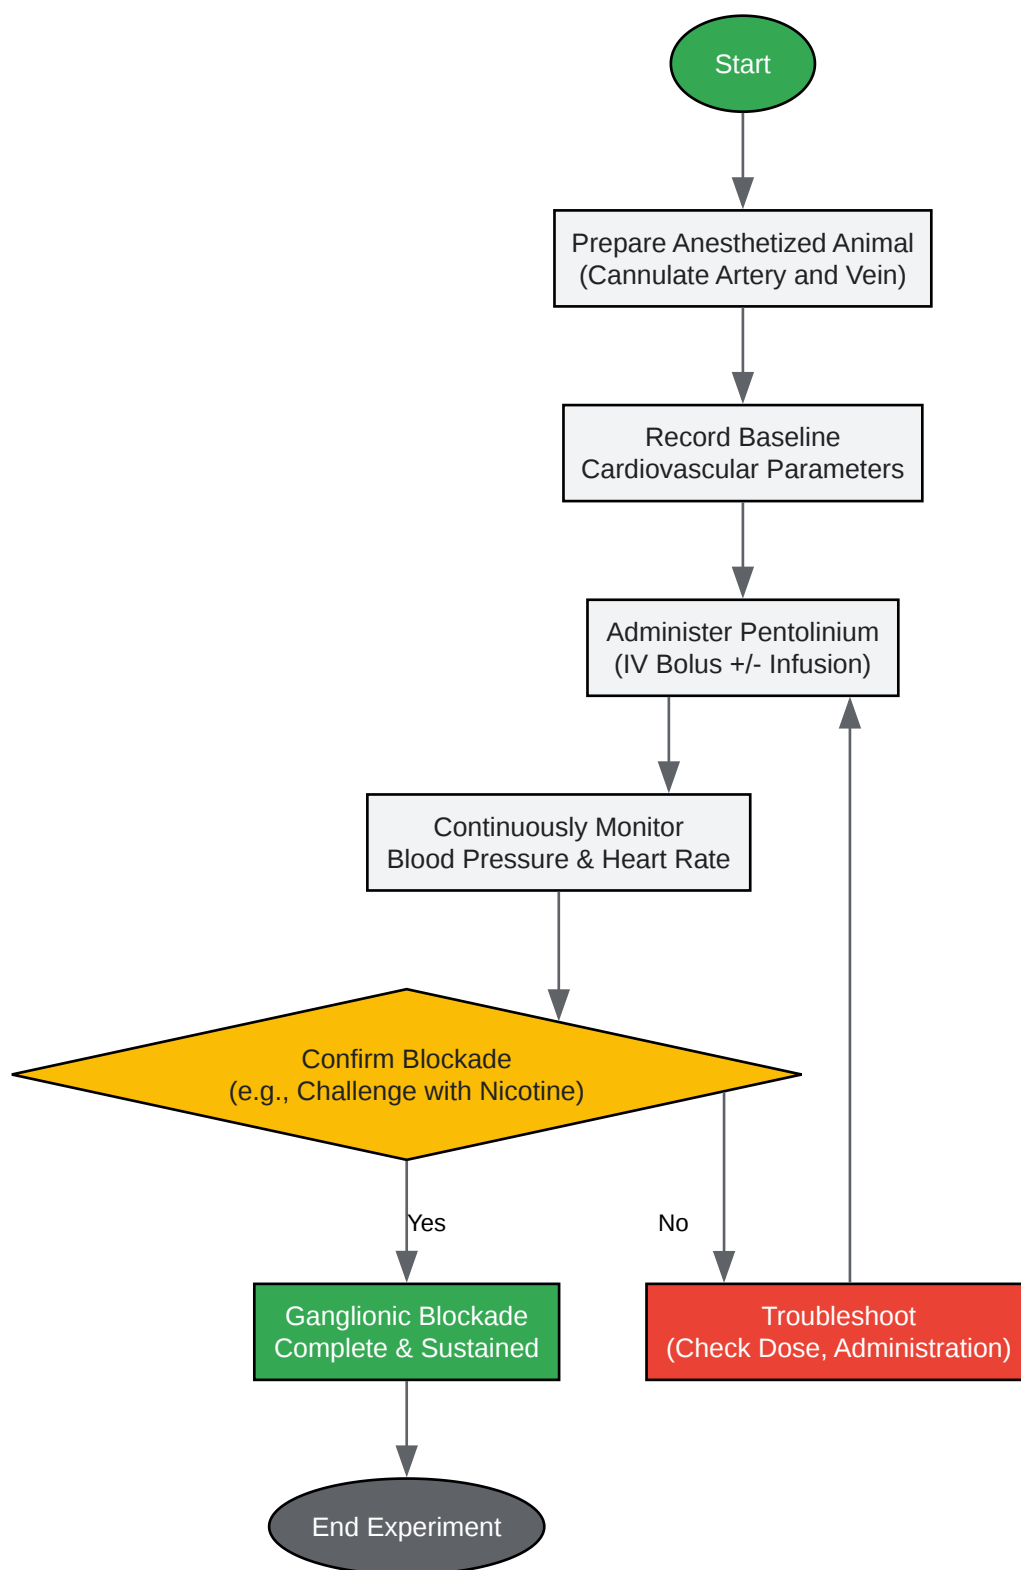 Start
Prepare Anesthetized Animal
(Cannulate Artery and Vein)
Record Baseline
Cardiovascular Parameters
Administer Pentolinium
(IV Bolus +/- Infusion)
Continuously Monitor
Blood Pressure & Heart Rate
Confirm Blockade
(e.g., Challenge with Nicotine)
Yes
No
Ganglionic Blockade
Complete & Sustained
Troubleshoot
(Check Dose, Administration)
End Experiment